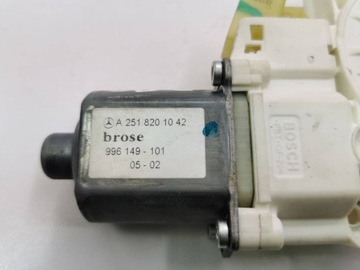 A 251 820 10 42
brose
996 149 - 101
05 - 02
BOSCH